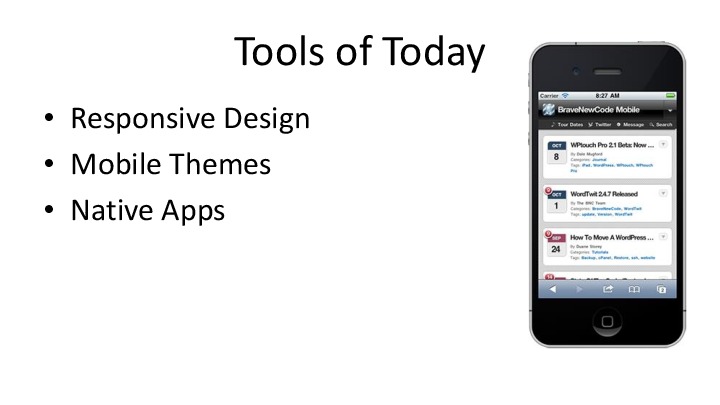 Tools of Today
• Responsive Design
• Mobile Themes
• Native Apps
Carrier 8:27 AM
BraveNewCode Mobile
Tour Dates Twitter Message Search
OCT 8
WPtouch Pro 2.1 Beta: Now ...
By Dale Mugford
Categories: Journal
Tags: iPad, WordPress, WPtouch, WPtouch
Pro
OCT 1
WordTwit 2.4.7 Released
By The BNC Team
Categories: BraveNewCode, WordTwit
Tags: update, Version, WordTwit
SEP 24
How To Move A WordPress ...
By Duane Storey
Categories: Tutorials
Tags: Backup, cPanel, Restore, ssh, website